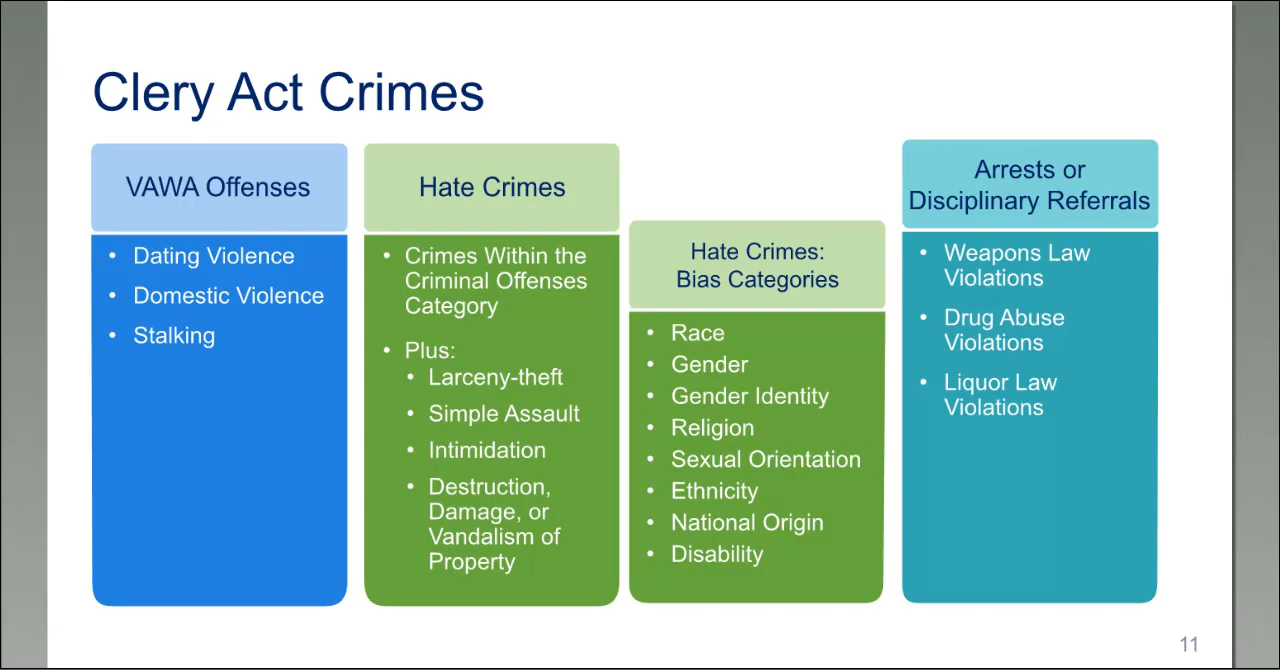 Clery Act Crimes
VAWA Offenses
• Dating Violence
• Domestic Violence
• Stalking
Hate Crimes
• Crimes Within the
Criminal Offenses
Category
• Plus:
• Larceny-theft
• Simple Assault
• Intimidation
• Destruction,
Damage, or
Vandalism of
Property
Hate Crimes:
Bias Categories
• Race
• Gender
• Gender Identity
• Religion
• Sexual Orientation
• Ethnicity
• National Origin
• Disability
Arrests or
Disciplinary Referrals
• Weapons Law
Violations
• Drug Abuse
Violations
• Liquor Law
Violations
11